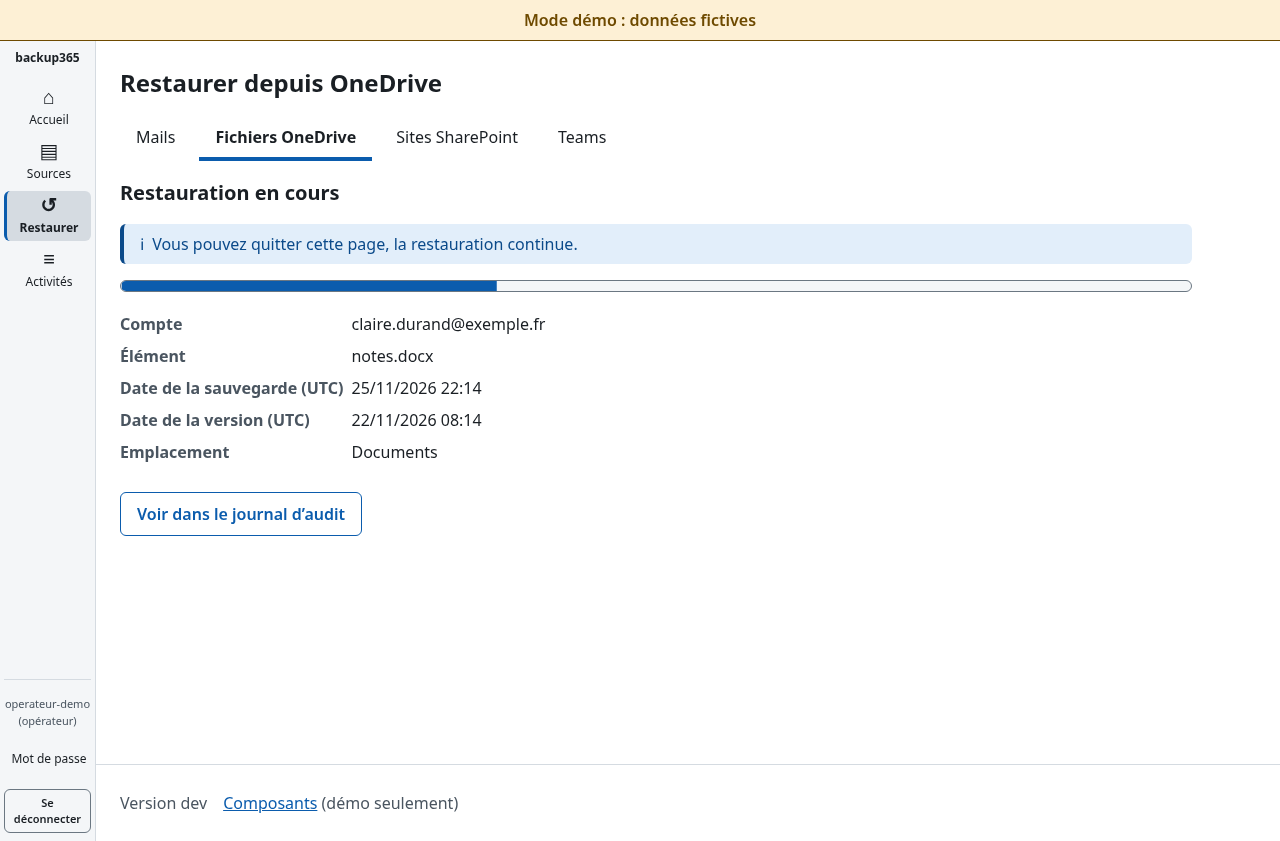 Mode démo : données fictives
backup365
Accueil
Sources
Restaurer
Activités
operateur-demo
(opérateur)
Mot de passe
Se
déconnecter
Restaurer depuis OneDrive
Mails Fichiers OneDrive Sites SharePoint Teams
Restauration en cours
i Vous pouvez quitter cette page, la restauration continue.
Compte claire.durand@exemple.fr
Élément notes.docx
Date de la sauvegarde (UTC) 25/11/2026 22:14
Date de la version (UTC) 22/11/2026 08:14
Emplacement Documents
Voir dans le journal d’audit
Version dev Composants (démo seulement)